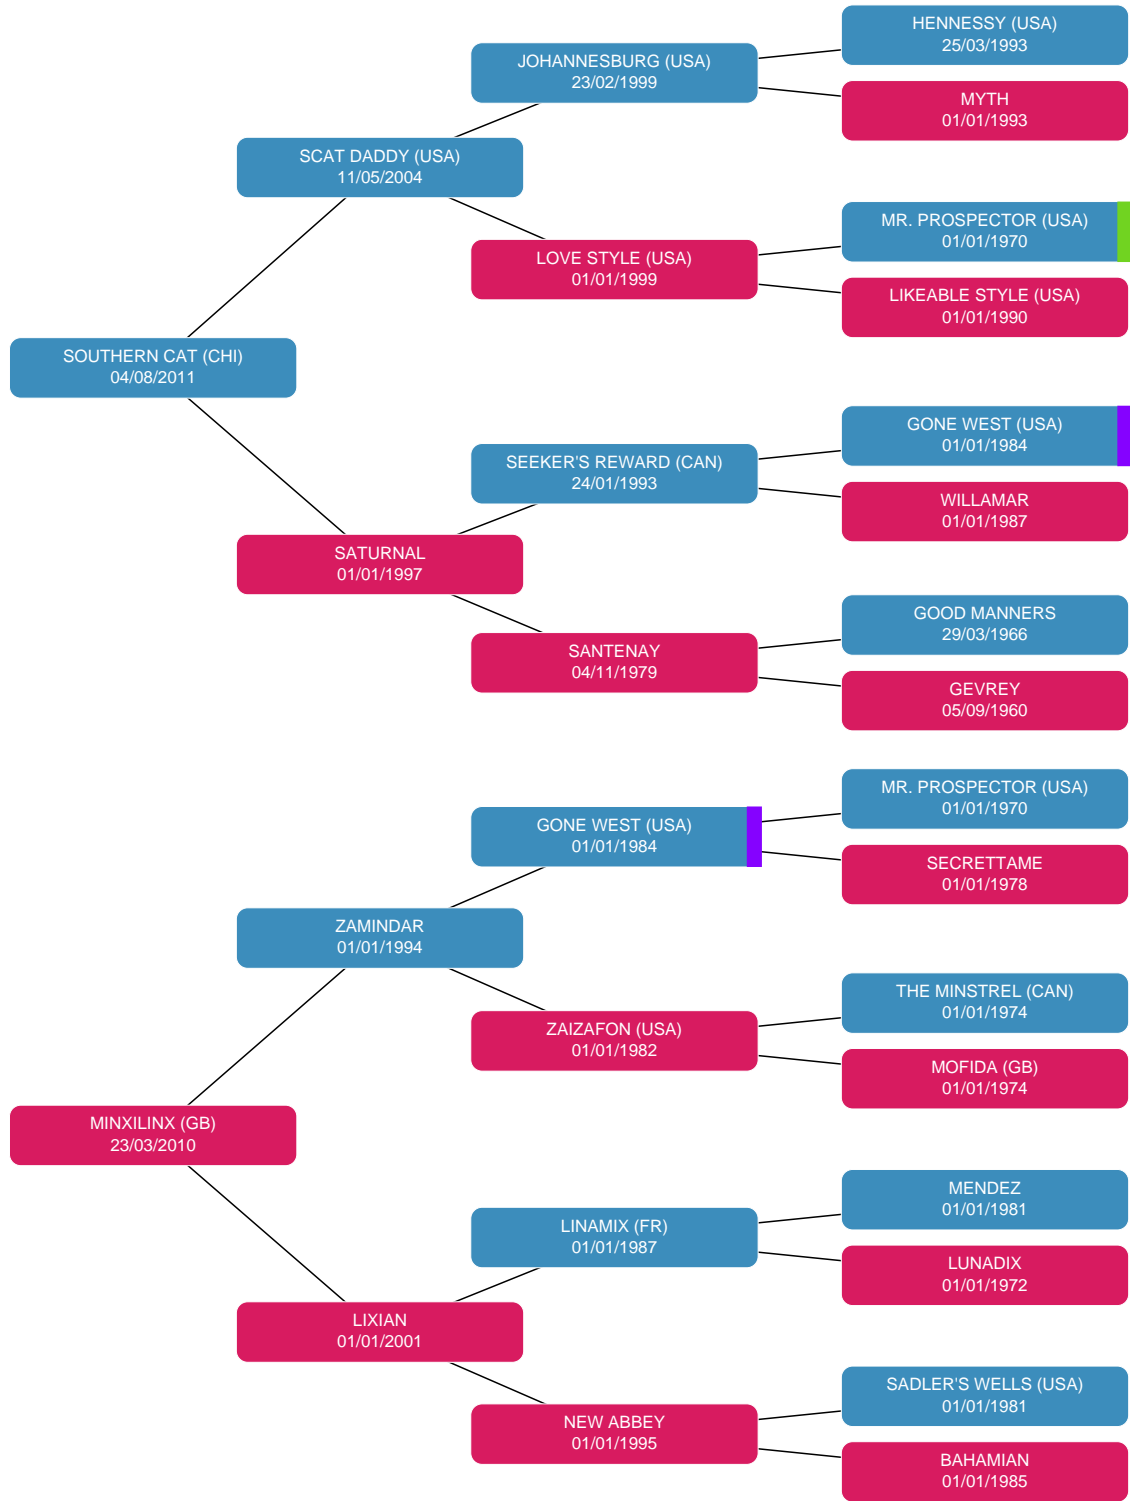 HENNESSY (USA)
25/03/1993
JOHANNESBURG (USA)
23/02/1999
MYTH
01/01/1993
SCAT DADDY (USA)
11/05/2004
MR. PROSPECTOR (USA)
01/01/1970
LOVE STYLE (USA)
01/01/1999
LIKEABLE STYLE (USA)
01/01/1990
SOUTHERN CAT (CHI)
04/08/2011
GONE WEST (USA)
01/01/1984
SEEKER'S REWARD (CAN)
24/01/1993
WILLAMAR
01/01/1987
SATURNAL
01/01/1997
GOOD MANNERS
29/03/1966
SANTENAY
04/11/1979
GEVREY
05/09/1960
MR. PROSPECTOR (USA)
01/01/1970
GONE WEST (USA)
01/01/1984
SECRETTAME
01/01/1978
ZAMINDAR
01/01/1994
THE MINSTREL (CAN)
01/01/1974
ZAIZAFON (USA)
01/01/1982
MOFIDA (GB)
01/01/1974
MINXILINX (GB)
23/03/2010
MENDEZ
01/01/1981
LINAMIX (FR)
01/01/1987
LUNADIX
01/01/1972
LIXIAN
01/01/2001
SADLER'S WELLS (USA)
01/01/1981
NEW ABBEY
01/01/1995
BAHAMIAN
01/01/1985